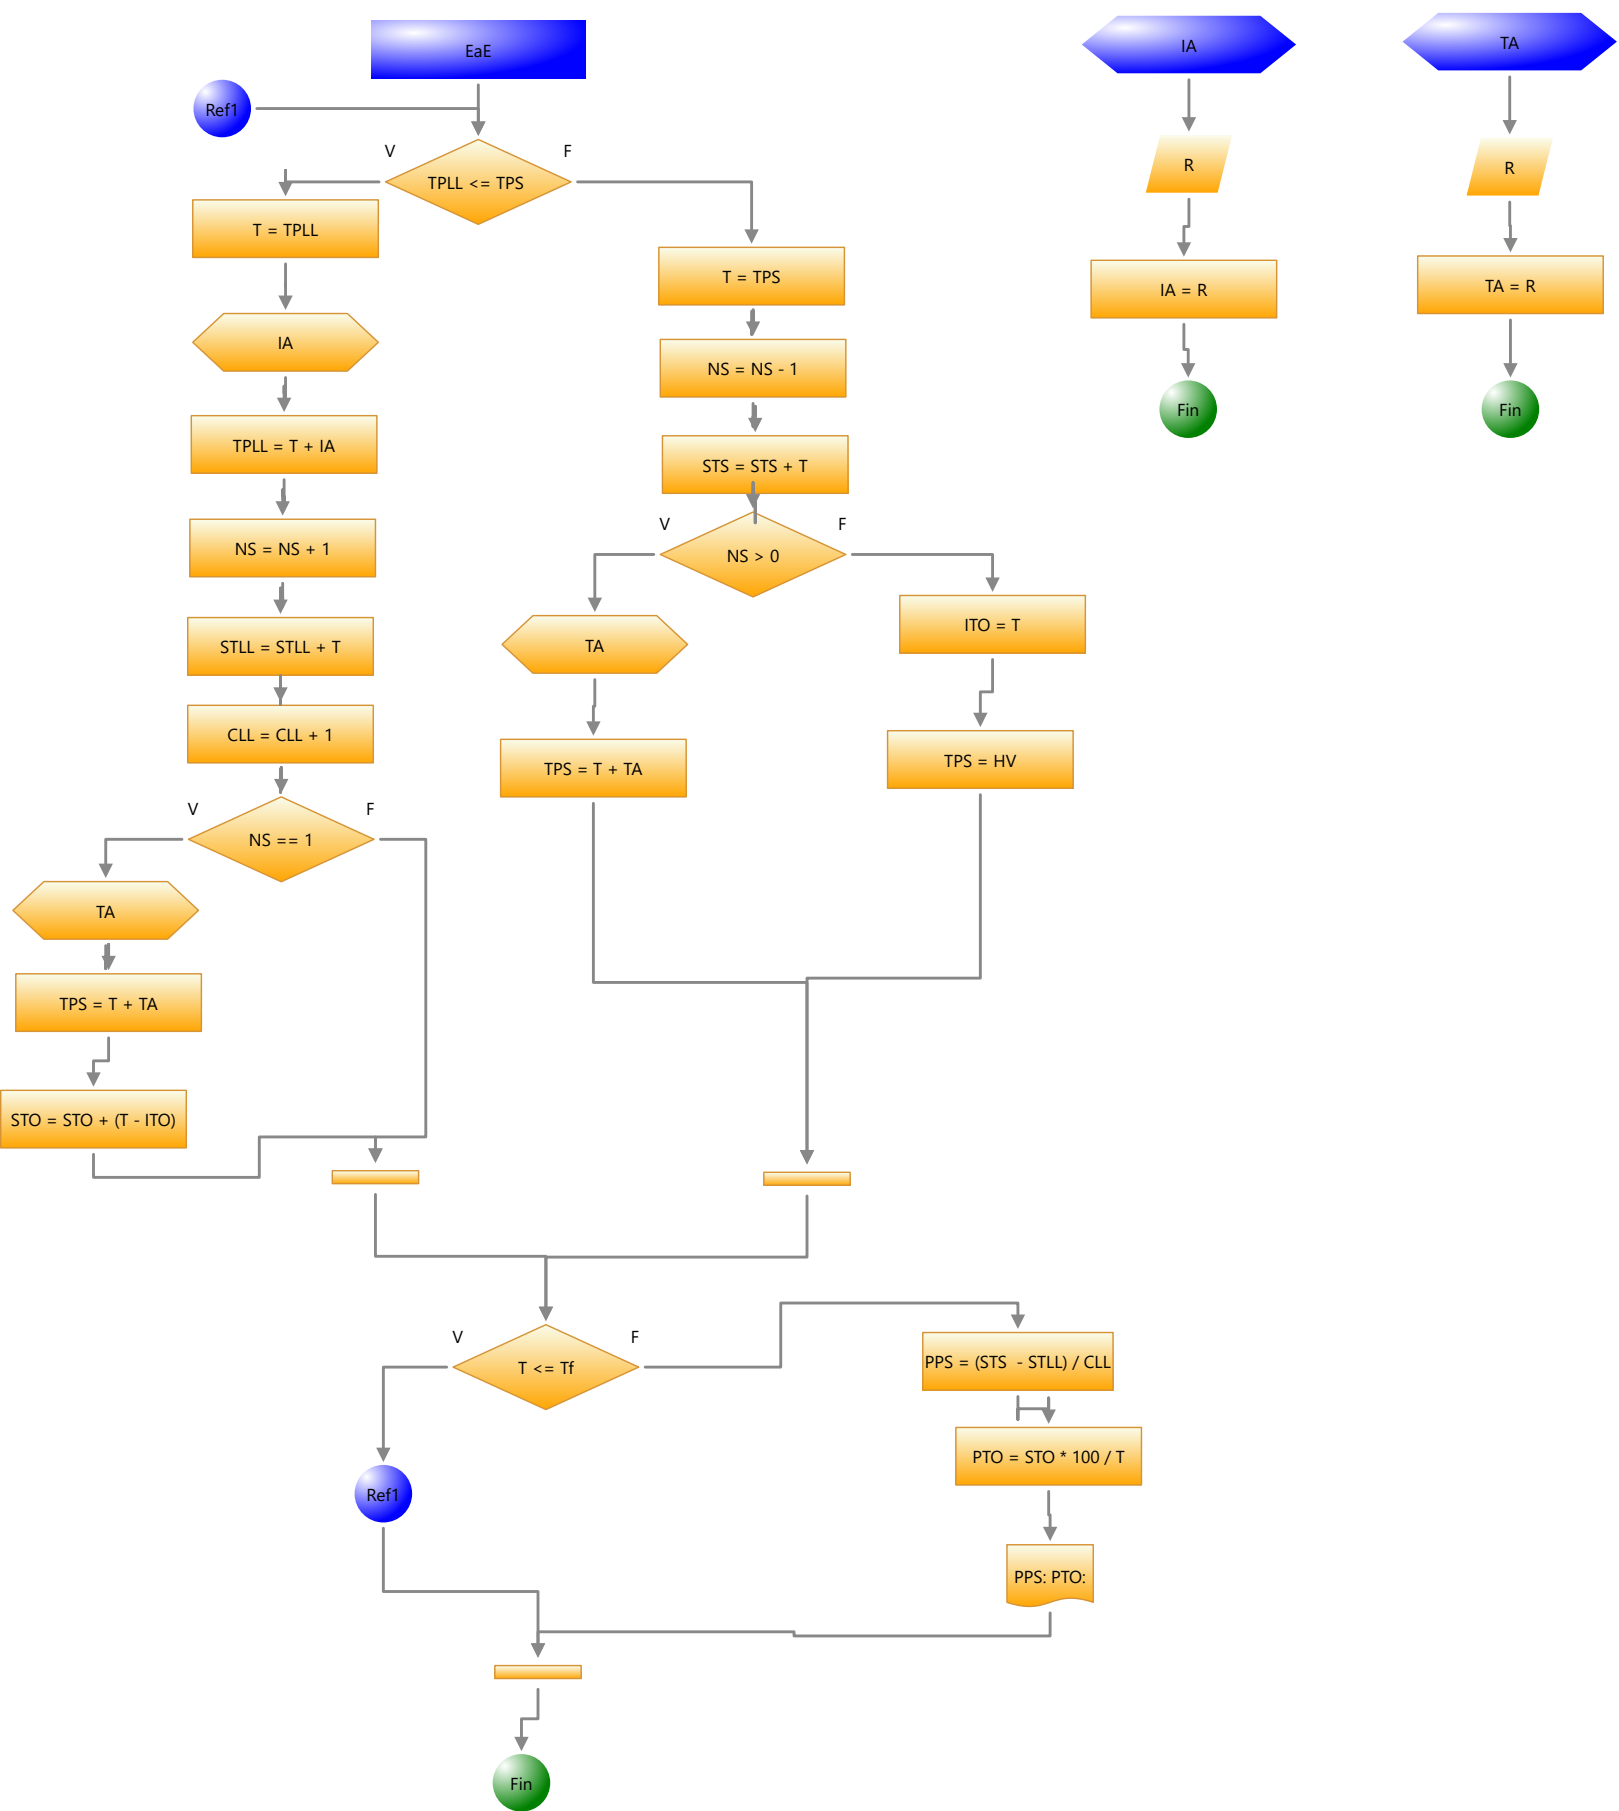 EaE
IA
TA
Ref1
V
F
TPLL <= TPS
R
R
T = TPLL
T = TPS
IA = R
TA = R
IA
NS = NS - 1
Fin
Fin
TPLL = T + IA
STS = STS + T
V
F
NS = NS + 1
NS > 0
ITO = T
STLL = STLL + T
TA
CLL = CLL + 1
TPS = T + TA
TPS = HV
V
F
NS == 1
TA
TPS = T + TA
STO = STO + (T - ITO)
V
F
T <= Tf
PPS = (STS  - STLL) / CLL
PTO = STO * 100 / T
Ref1
PPS: PTO:
Fin